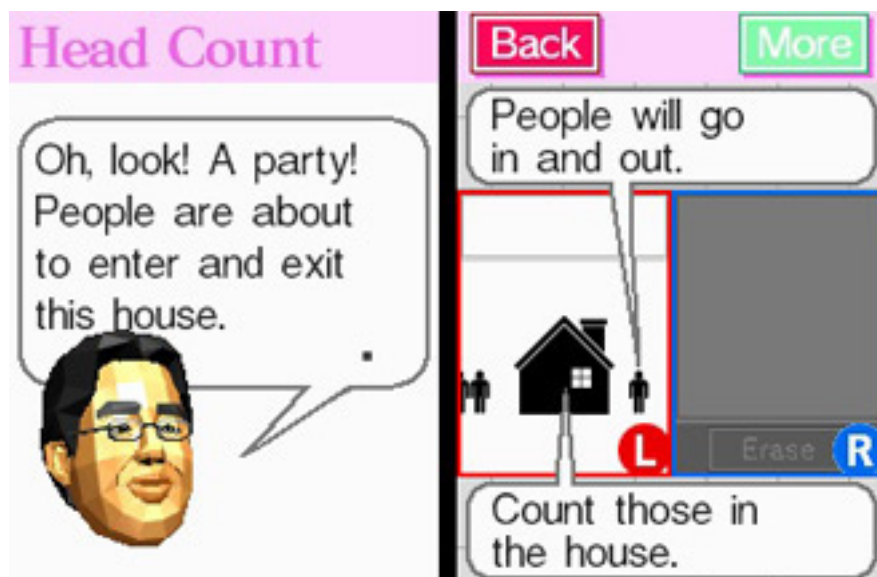 Head Count
Oh, look! A party!
People are about
to enter and exit
this house.
Back
More
People will go
in and out.
L
Erase
R
Count those in
the house.